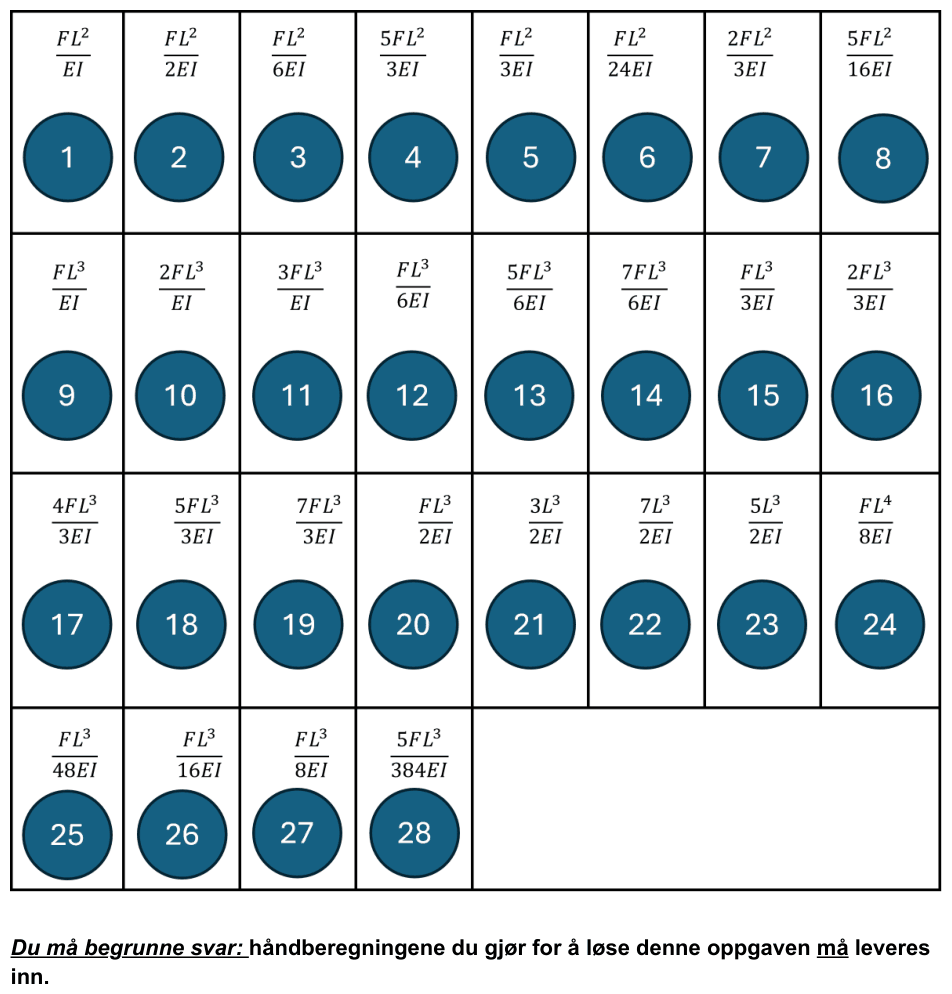 FL²/EI FL²/2EI FL²/6EI 5FL²/3EI FL²/3EI FL²/24EI 2FL²/3EI 5FL²/16EI
1 2 3 4 5 6 7 8
FL³/EI 2FL³/EI 3FL³/EI FL³/6EI 5FL³/6EI 7FL³/6EI FL³/3EI 2FL³/3EI
9 10 11 12 13 14 15 16
4FL³/3EI 5FL³/3EI 7FL³/3EI FL³/2EI 3L³/2EI 7L³/2EI 5L³/2EI FL⁴/8EI
17 18 19 20 21 22 23 24
FL³/48EI FL³/16EI FL³/8EI 5FL³/384EI
25 26 27 28
Du må begrunne svar: håndberegningene du gjør for å løse denne oppgaven må leveres
inn.